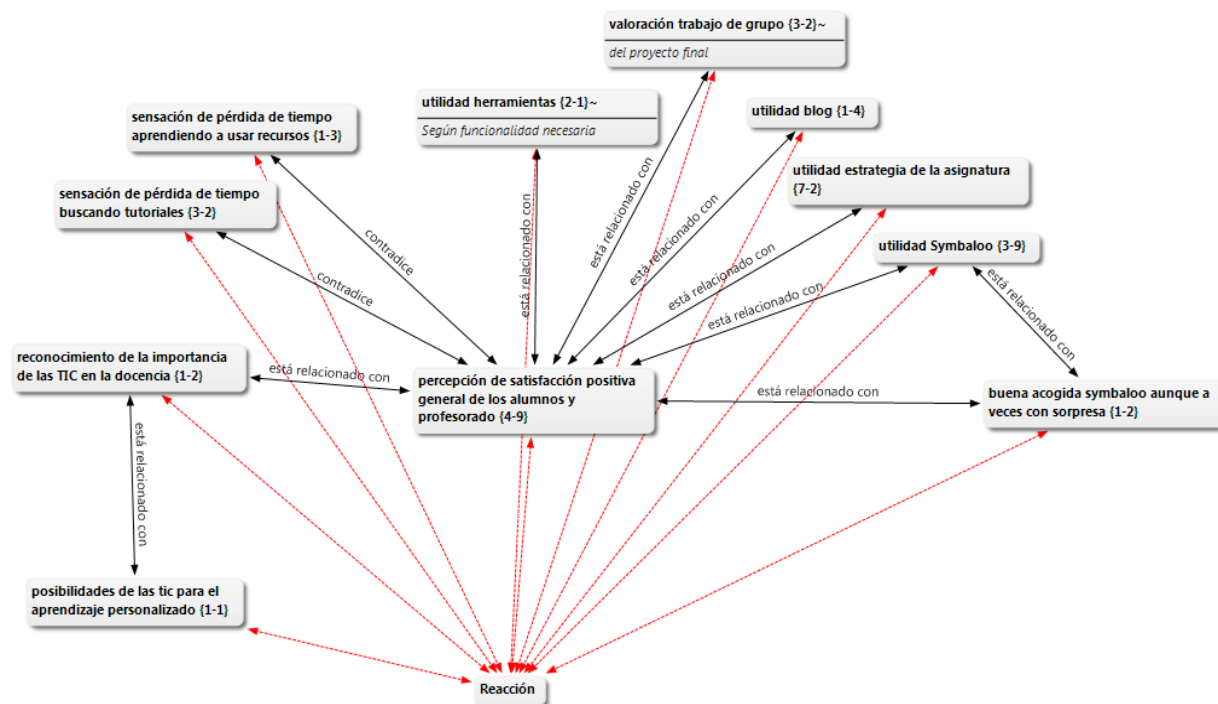 valoración trabajo de grupo {3-2}~
del proyecto final
utilidad herramientas {2-1}~
Según funcionalidad necesaria
utilidad blog {1-4}
sensación de pérdida de tiempo
aprendiendo a usar recursos {1-3}
utilidad estrategia de la asignatura
{7-2}
sensación de pérdida de tiempo
buscando tutoriales {3-2}
utilidad Symbaloo {3-9}
contradice
contradice
está relacionado con
está relacionado con
está relacionado con
está relacionado con
está relacionado con
está relacionado con
reconocimiento de la importancia
de las TIC en la docencia {1-2}
está relacionado con
percepción de satisfacción positiva
general de los alumnos y
profesorado {4-9}
está relacionado con
buena acogida symbaloo aunque a
veces con sorpresa {1-2}
está relacionado con
posibilidades de las tic para el
aprendizaje personalizado {1-1}
Reacción